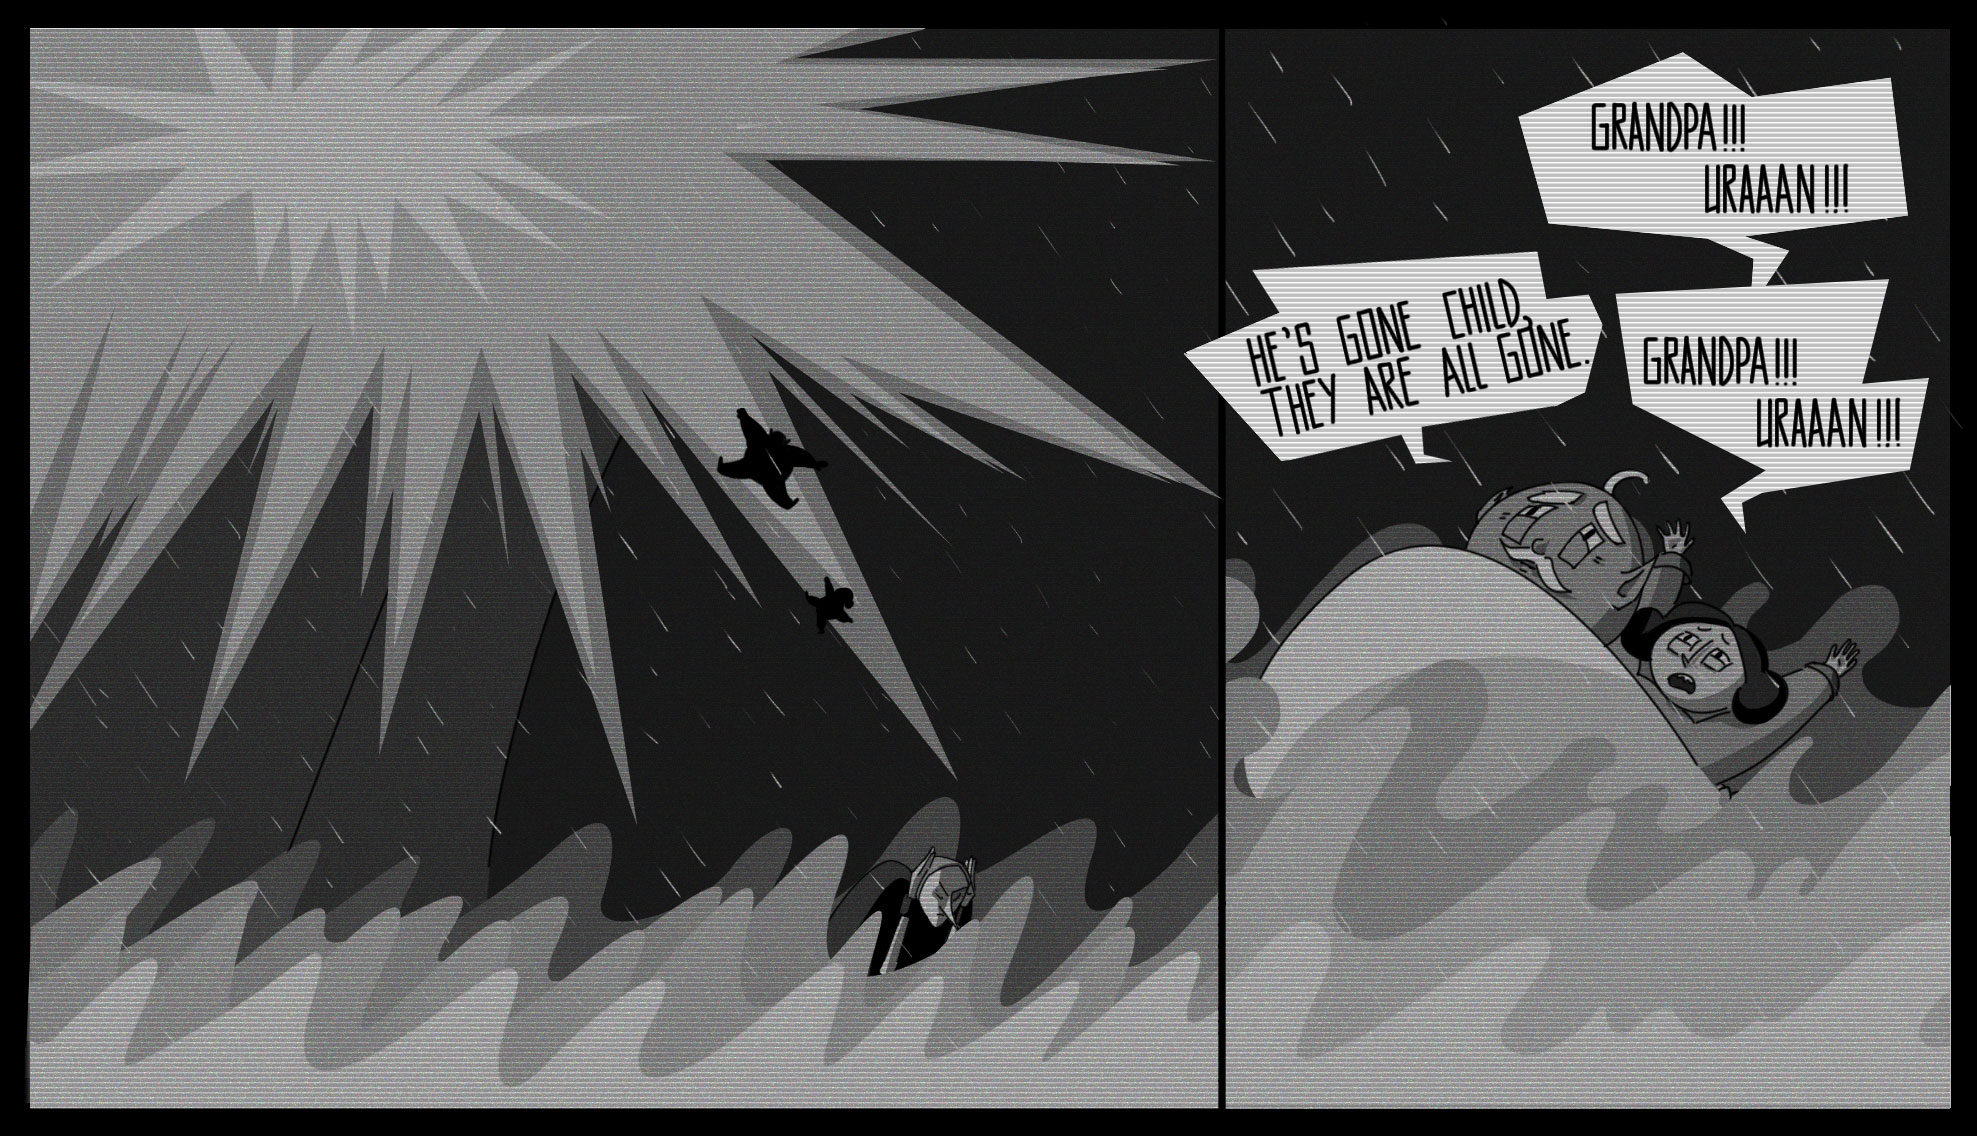 GRANDPA!!!
URAAAN!!!
HE'S GONE CHILD,
THEY ARE ALL GONE.
GRANDPA!!!
URAAAN!!!